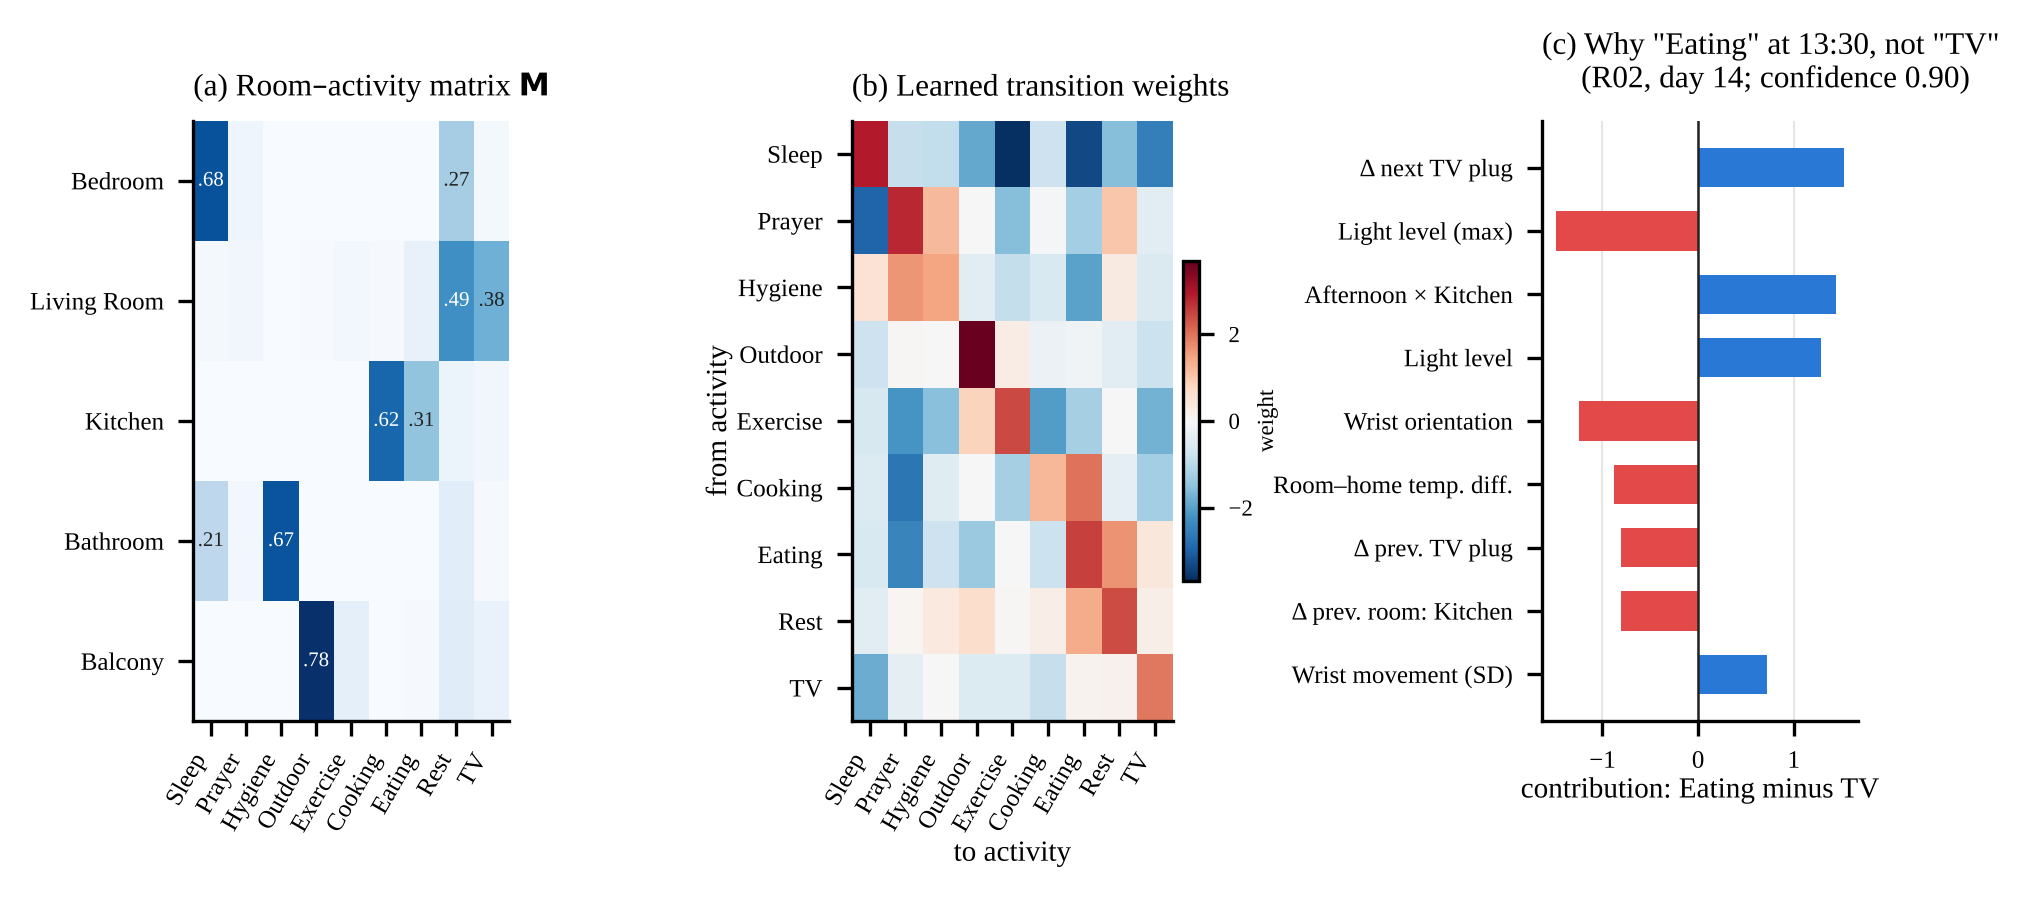 (a) Room–activity matrix M
Bedroom
Living Room
Kitchen
Bathroom
Balcony
.68
.27
.49
.38
.62
.31
.21
.67
.78
Sleep
Prayer
Hygiene
Outdoor
Exercise
Cooking
Eating
Rest
TV
(b) Learned transition weights
from activity
Sleep
Prayer
Hygiene
Outdoor
Exercise
Cooking
Eating
Rest
TV
Sleep
Prayer
Hygiene
Outdoor
Exercise
Cooking
Eating
Rest
TV
to activity
2
0
−2
weight
(c) Why "Eating" at 13:30, not "TV"
(R02, day 14; confidence 0.90)
Δ next TV plug
Light level (max)
Afternoon × Kitchen
Light level
Wrist orientation
Room–home temp. diff.
Δ prev. TV plug
Δ prev. room: Kitchen
Wrist movement (SD)
−1
0
1
contribution: Eating minus TV